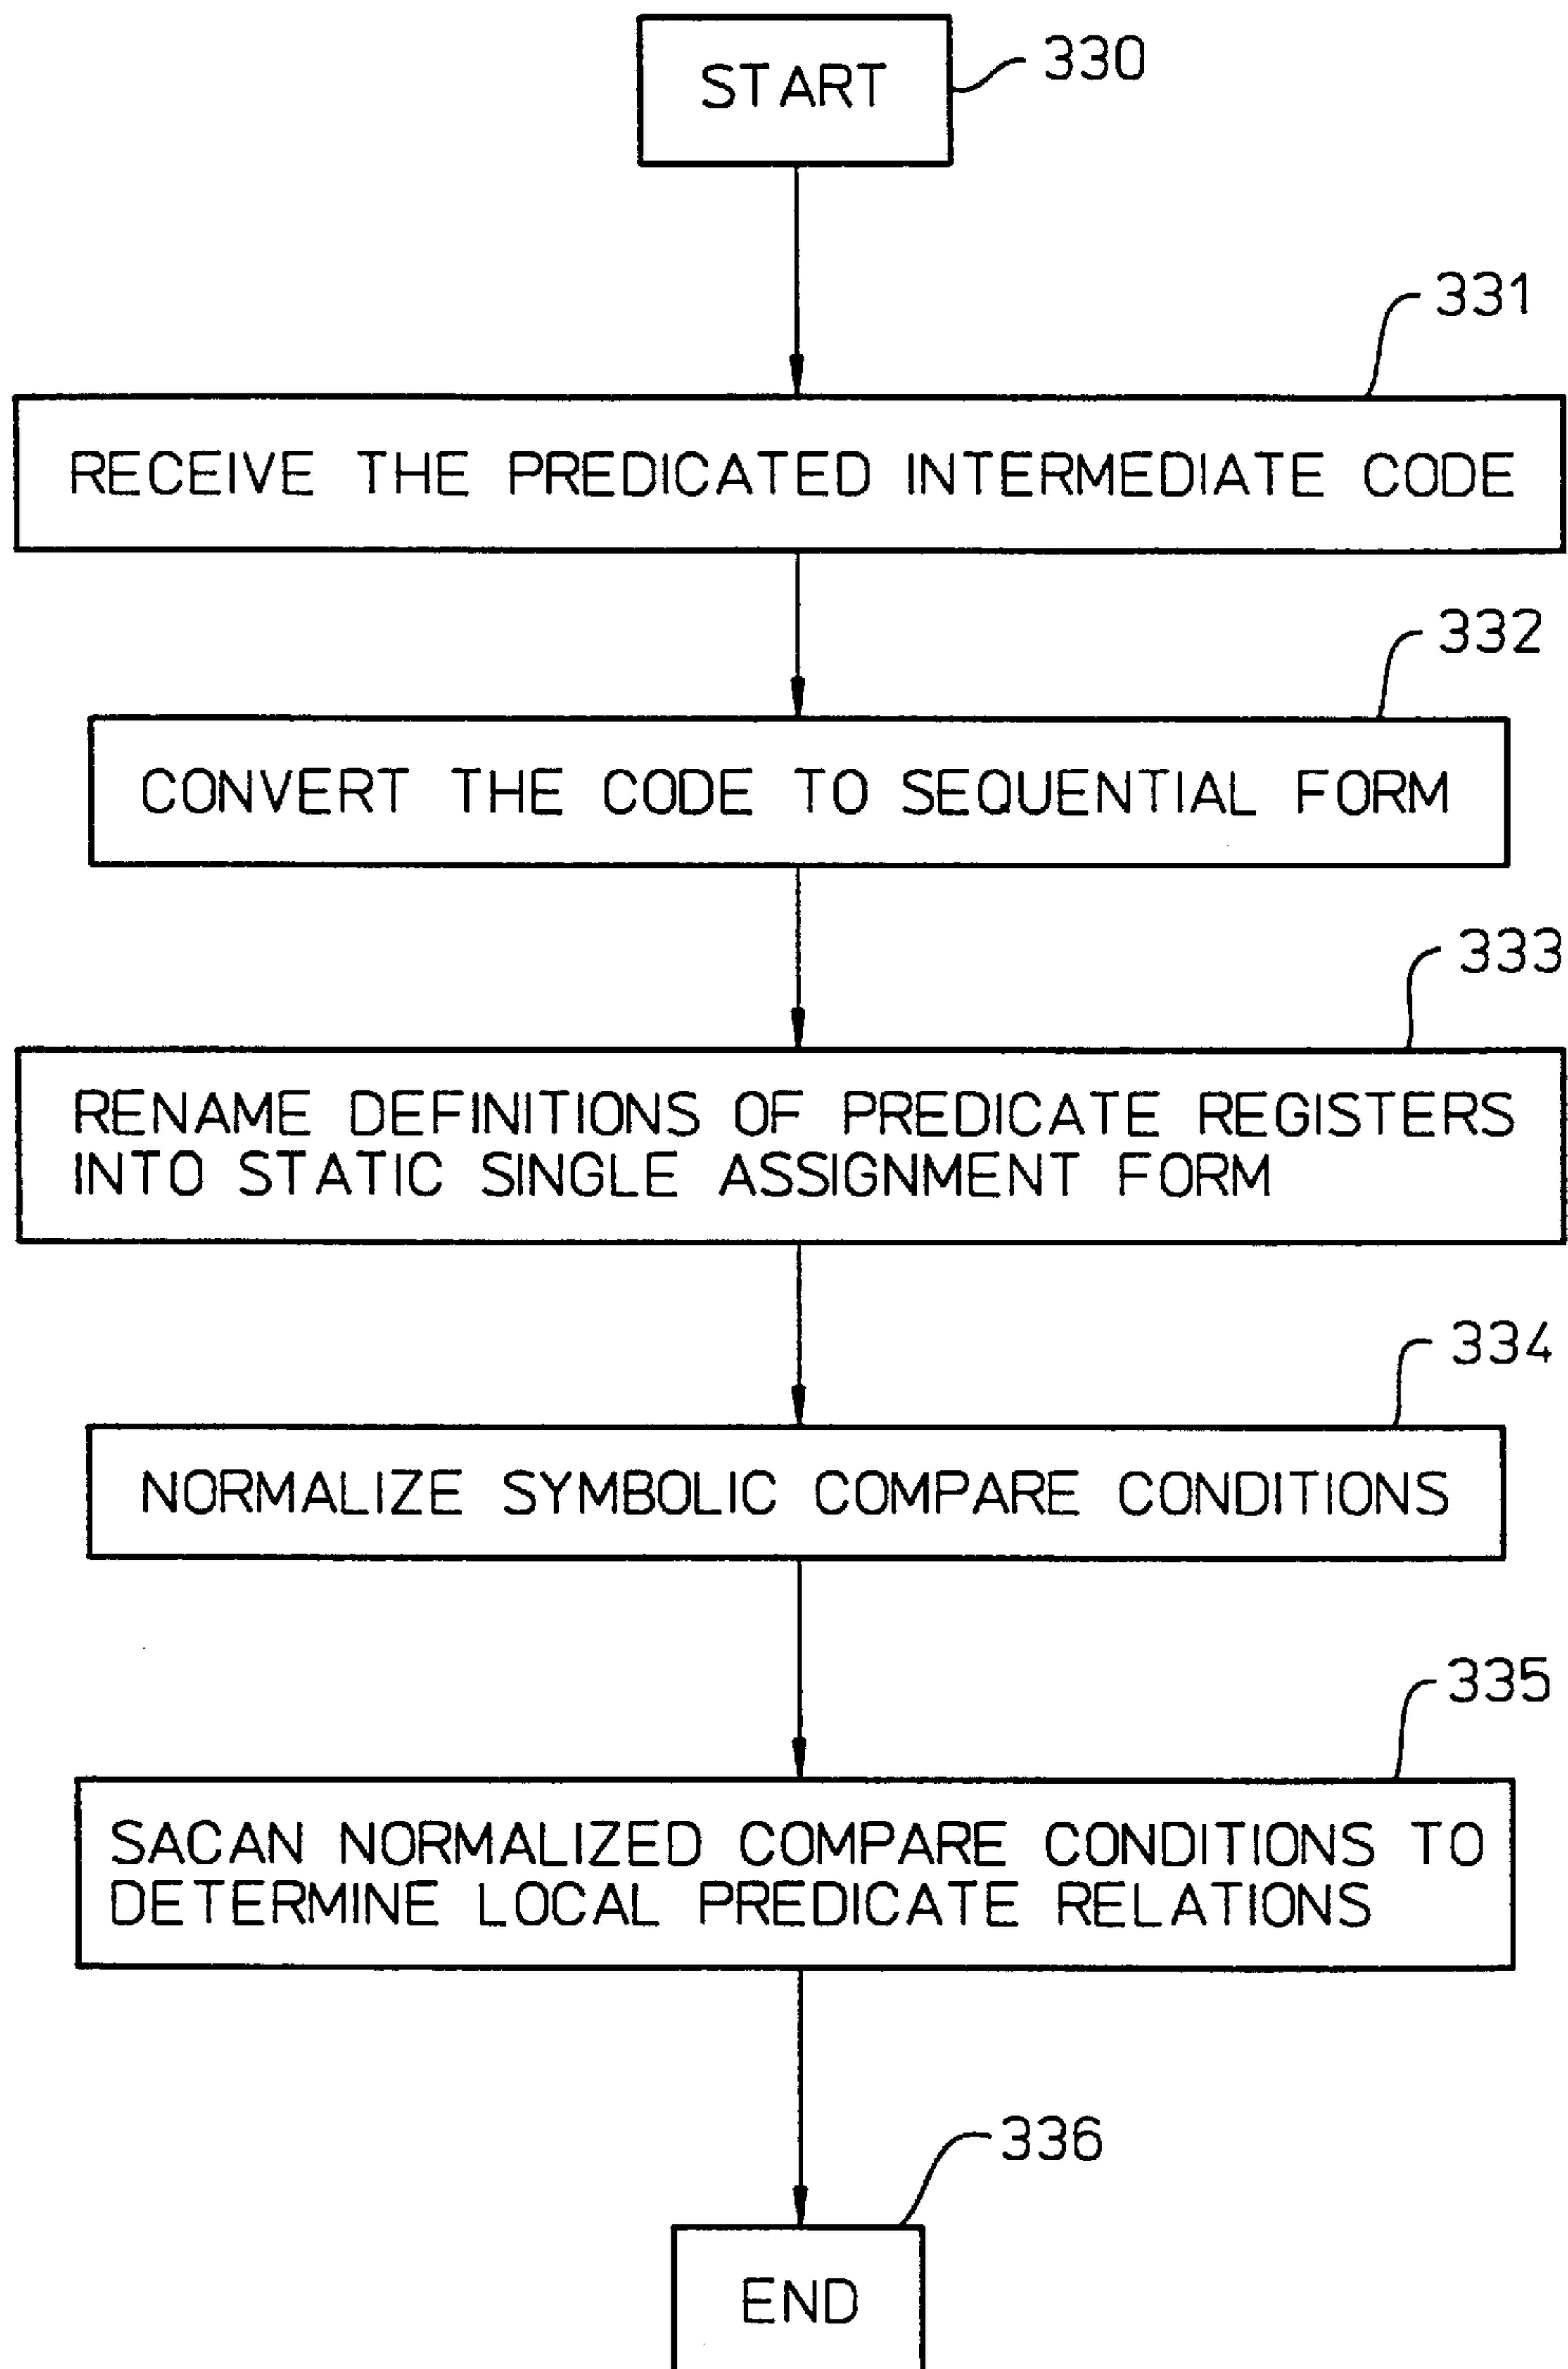 START
330
331
RECEIVE THE PREDICATED INTERMEDIATE CODE
332
CONVERT THE CODE TO SEQUENTIAL FORM
333
RENAME DEFINITIONS OF PREDICATE REGISTERS
INTO STATIC SINGLE ASSIGNMENT FORM
334
NORMALIZE SYMBOLIC COMPARE CONDITIONS
335
SACAN NORMALIZED COMPARE CONDITIONS TO
DETERMINE LOCAL PREDICATE RELATIONS
336
END